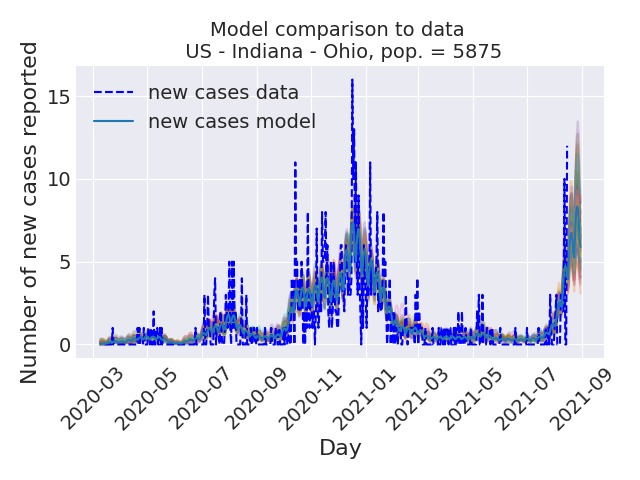 Model comparison to data
US - Indiana - Ohio, pop. = 5875
Number of new cases reported
15
10
5
0
new cases data
new cases model
2020-03
2020-05
2020-07
2020-09
2020-11
2021-01
2021-03
2021-05
2021-07
2021-09
Day